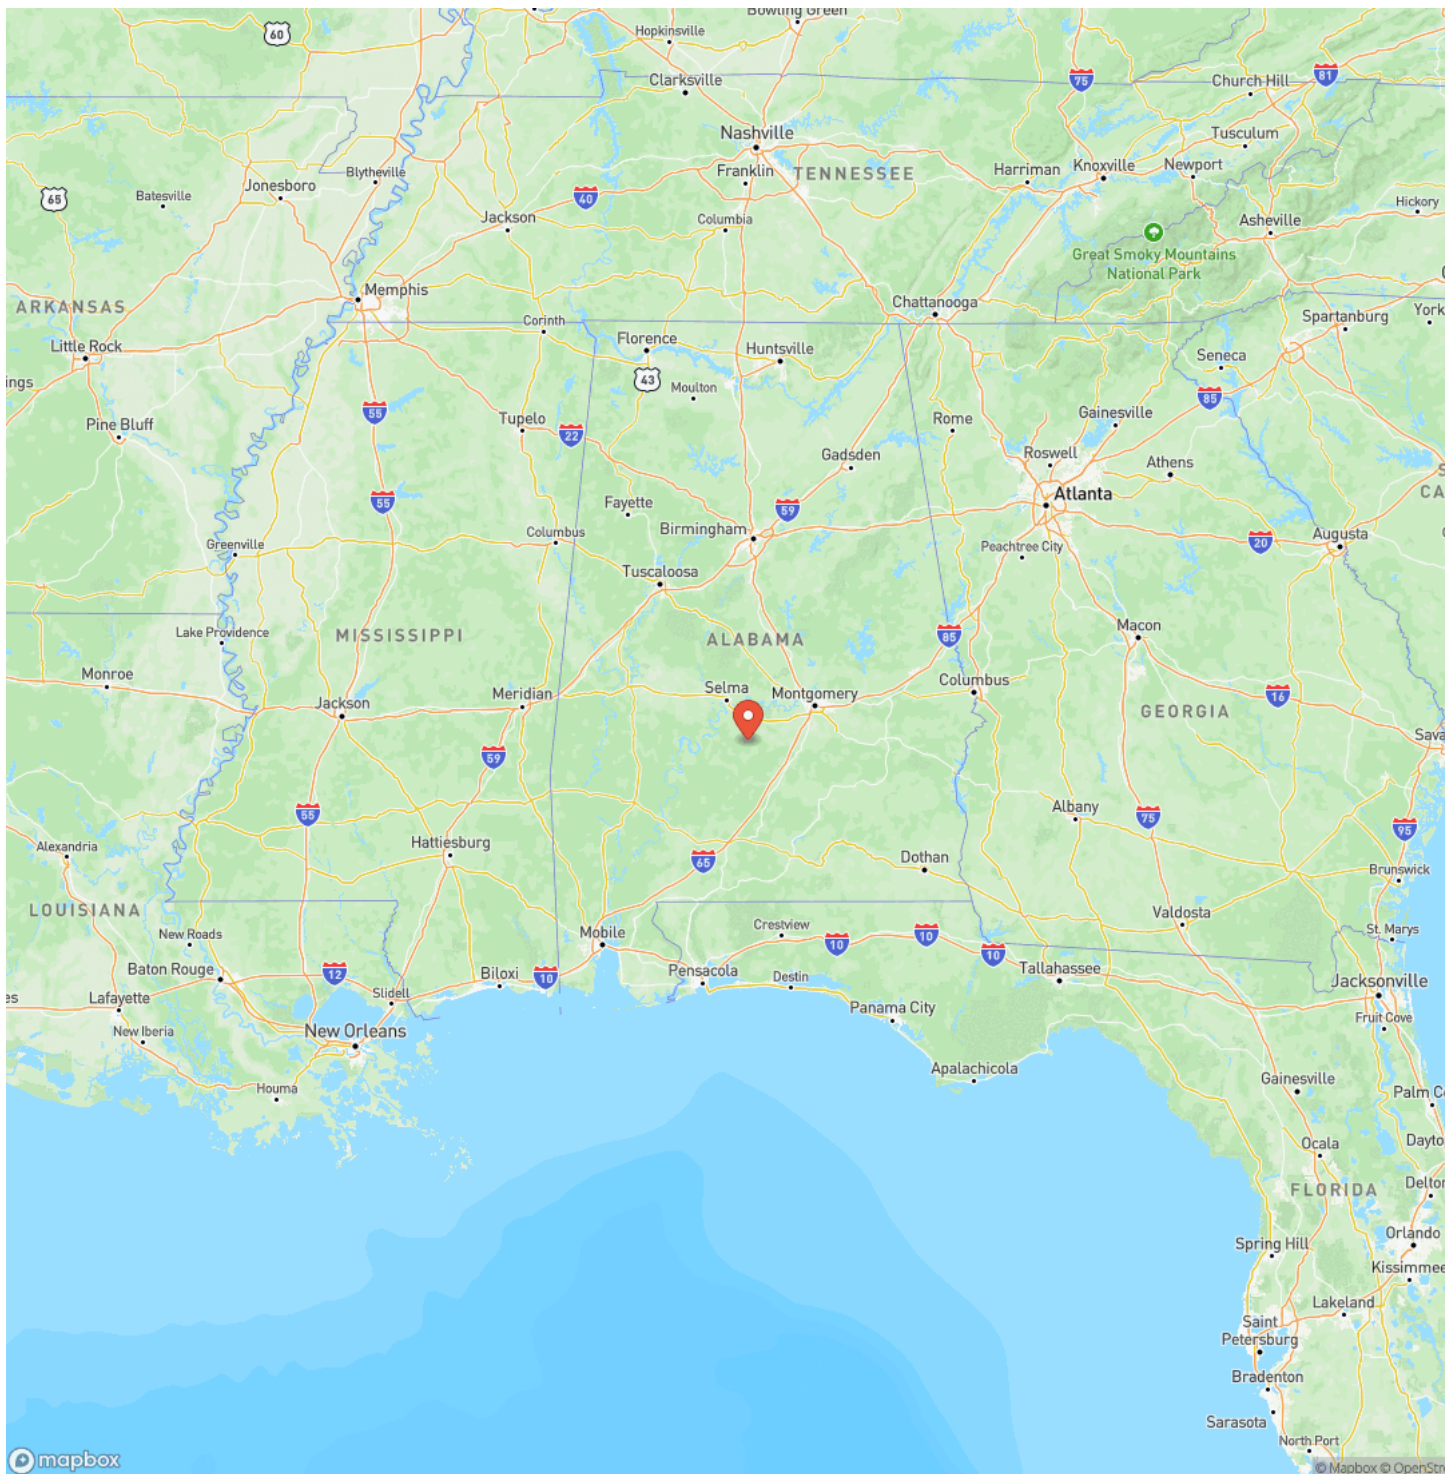 Bowling Green
60
Hopkinsville
Clarksville
75
Church Hill
81
Nashville
Tusculum
Franklin
TENNESSEE
Harriman
Knoxville
Newport
Blytheville
Jonesboro
Batesville
65
40
Jackson
Columbia
Hickory
Asheville
Great Smoky Mountains
National Park
Memphis
ARKANSAS
Chattanooga
Corinth
Spartanburg
York
Little Rock
Florence
Huntsville
Seneca
ings
43
Moulton
85
55
Tupelo
22
Rome
Gainesville
Pine Bluff
Gadsden
Roswell
Athens
55
Fayette
59
Atlanta
CA
Columbus
Birmingham
Greenville
Peachtree City
20
Augusta
Tuscaloosa
Lake Providence
MISSISSIPPI
ALABAMA
85
Macon
Monroe
Selma
Meridian
Montgomery
Columbus
16
Jackson
GEORGIA
Sava
59
55
Albany
75
95
Alexandria
Hattiesburg
65
Dothan
Brunswick
LOUISIANA
Valdosta
New Roads
Mobile
Crestview
10
10
10
St. Marys
Baton Rouge
12
Biloxi
10
Pensacola
Destin
Tallahassee
Jacksonville
es
Lafayette
Slidell
Panama City
Fruit Cove
New Iberia
New Orleans
Apalachicola
Gainesville
Houma
Palm C
Ocala
Dayto
FLORIDA
Delton
Spring Hill
Orlando
Kissimmee
Lakeland
Saint
Petersburg
Bradenton
Sarasota
North Port
mapbox
© Mapbox © OpenStr